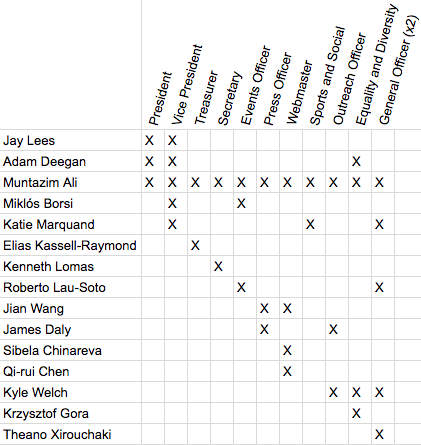 President Vice President Treasurer Secretary Events Officer Press Officer Webmaster Sports and Social Outreach Officer Equality and Diversity General Officer (x2)
Jay Lees X X
Adam Deegan X X X
Muntazim Ali X X X X X X X X X X X
Miklós Borsi X X
Katie Marquand X X X
Elias Kassell-Raymond X
Kenneth Lomas X
Roberto Lau-Soto X X
Jian Wang X X
James Daly X X
Sibela Chinareva X
Qi-rui Chen X
Kyle Welch X X X
Krzysztof Gora X
Theano Xirouchaki X